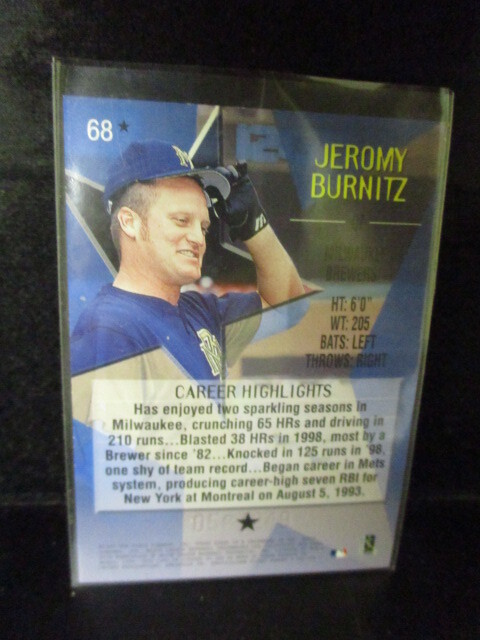 68 ★
JEROMY
BURNITZ
MILWAUKEE
BREWERS
HT: 6'0"
WT: 205
BATS: LEFT
THROWS: RIGHT
CAREER HIGHLIGHTS
Has enjoyed two sparkling seasons in
Milwaukee, crunching 65 HRs and driving in
210 runs...Blasted 38 HRs in 1998, most by a
Brewer since '82...Knocked in 125 runs in '98,
one shy of team record...Began career in Mets
system, producing career-high seven RBI for
New York at Montreal on August 5, 1993.